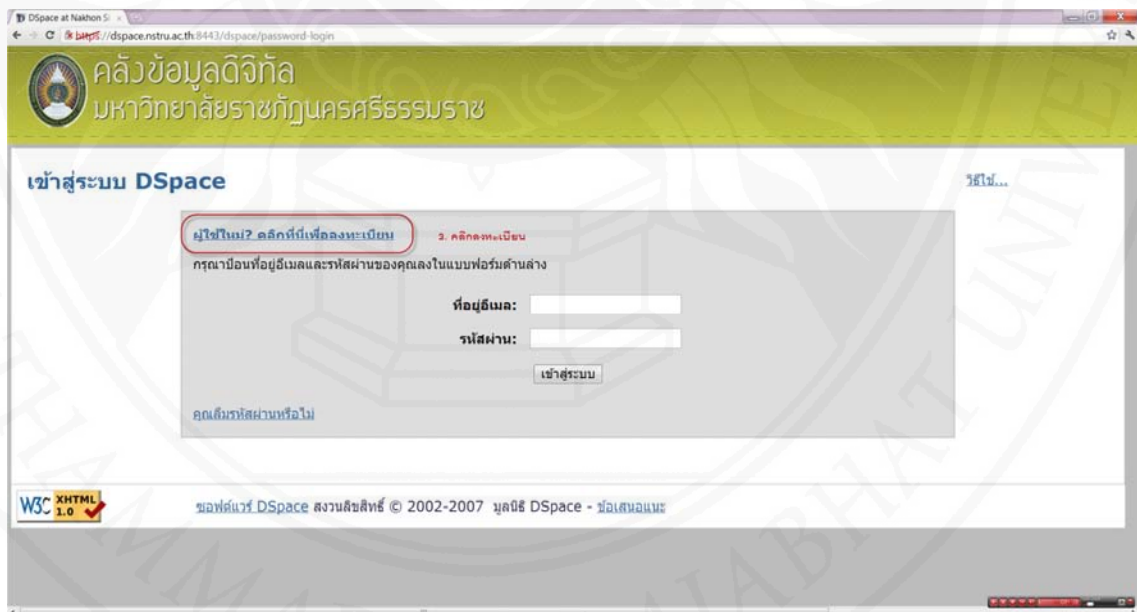 DSpace at Nakhon Si
https://dspace.nstru.ac.th:8443/dspace/password-login
คลังข้อมูลดิจิทัล
มหาวิทยาลัยราชภัฏนครศรีธรรมราช
เข้าสู่ระบบ DSpace
วิธีใช้...
ผู้ใช้ใหม่? คลิกที่นี่เพื่อลงทะเบียน
2. คลิกลงทะเบียน
กรุณาป้อนที่อยู่อีเมลและรหัสผ่านของคุณลงในแบบฟอร์มด้านล่าง
ที่อยู่อีเมล:
รหัสผ่าน:
เข้าสู่ระบบ
คุณลืมรหัสผ่านหรือไม่
W3C XHTML 1.0
ซอฟต์แวร์ DSpace สงวนลิขสิทธิ์ © 2002-2007 มูลนิธิ DSpace - ข้อเสนอแนะ